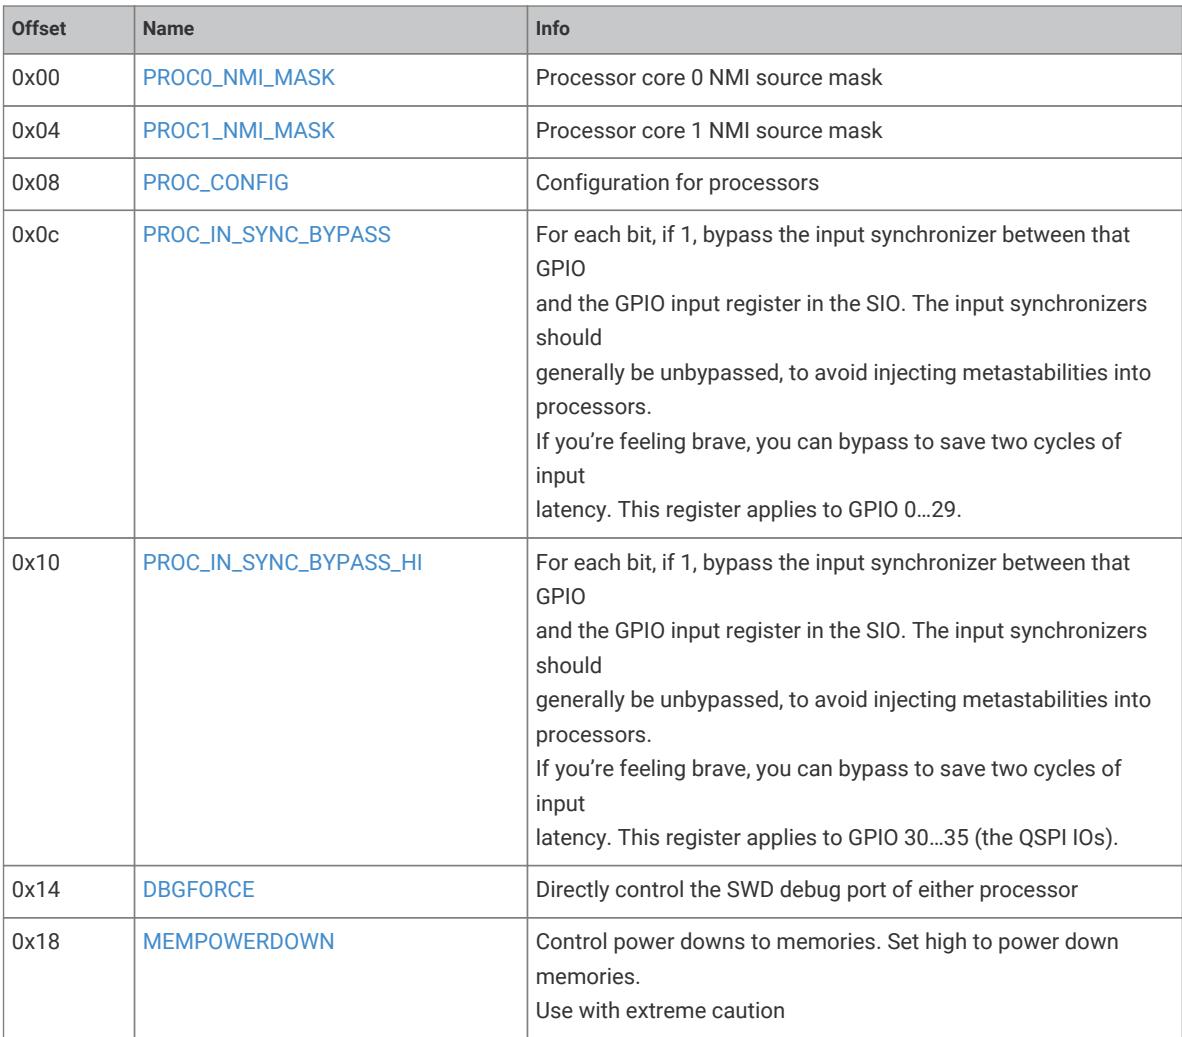 Offset Name Info
0x00 PROC0_NMI_MASK Processor core 0 NMI source mask
0x04 PROC1_NMI_MASK Processor core 1 NMI source mask
0x08 PROC_CONFIG Configuration for processors
0x0c PROC_IN_SYNC_BYPASS For each bit, if 1, bypass the input synchronizer between that
GPIO
and the GPIO input register in the SIO. The input synchronizers
should
generally be unbypassed, to avoid injecting metastabilities into
processors.
If you’re feeling brave, you can bypass to save two cycles of
input
latency. This register applies to GPIO 0…29.
0x10 PROC_IN_SYNC_BYPASS_HI For each bit, if 1, bypass the input synchronizer between that
GPIO
and the GPIO input register in the SIO. The input synchronizers
should
generally be unbypassed, to avoid injecting metastabilities into
processors.
If you’re feeling brave, you can bypass to save two cycles of
input
latency. This register applies to GPIO 30…35 (the QSPI IOs).
0x14 DBGFORCE Directly control the SWD debug port of either processor
0x18 MEMPOWERDOWN Control power downs to memories. Set high to power down
memories.
Use with extreme caution